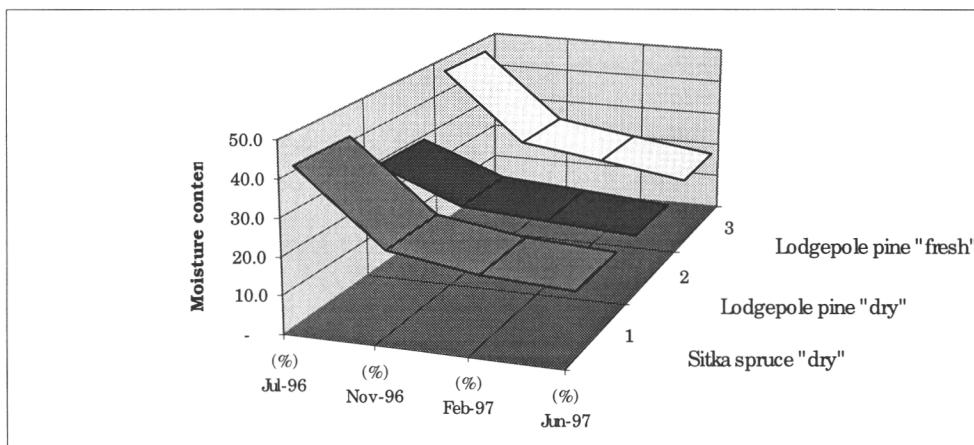 Moisture conten
50.0
40.0
30.0
20.0
10.0
-
(%)
Jul-96
(%)
Nov-96
(%)
Feb-97
(%)
Jun-97
1
2
3
Lodgepole pine "fresh"
Lodgepole pine "dry"
Sitka spruce "dry"